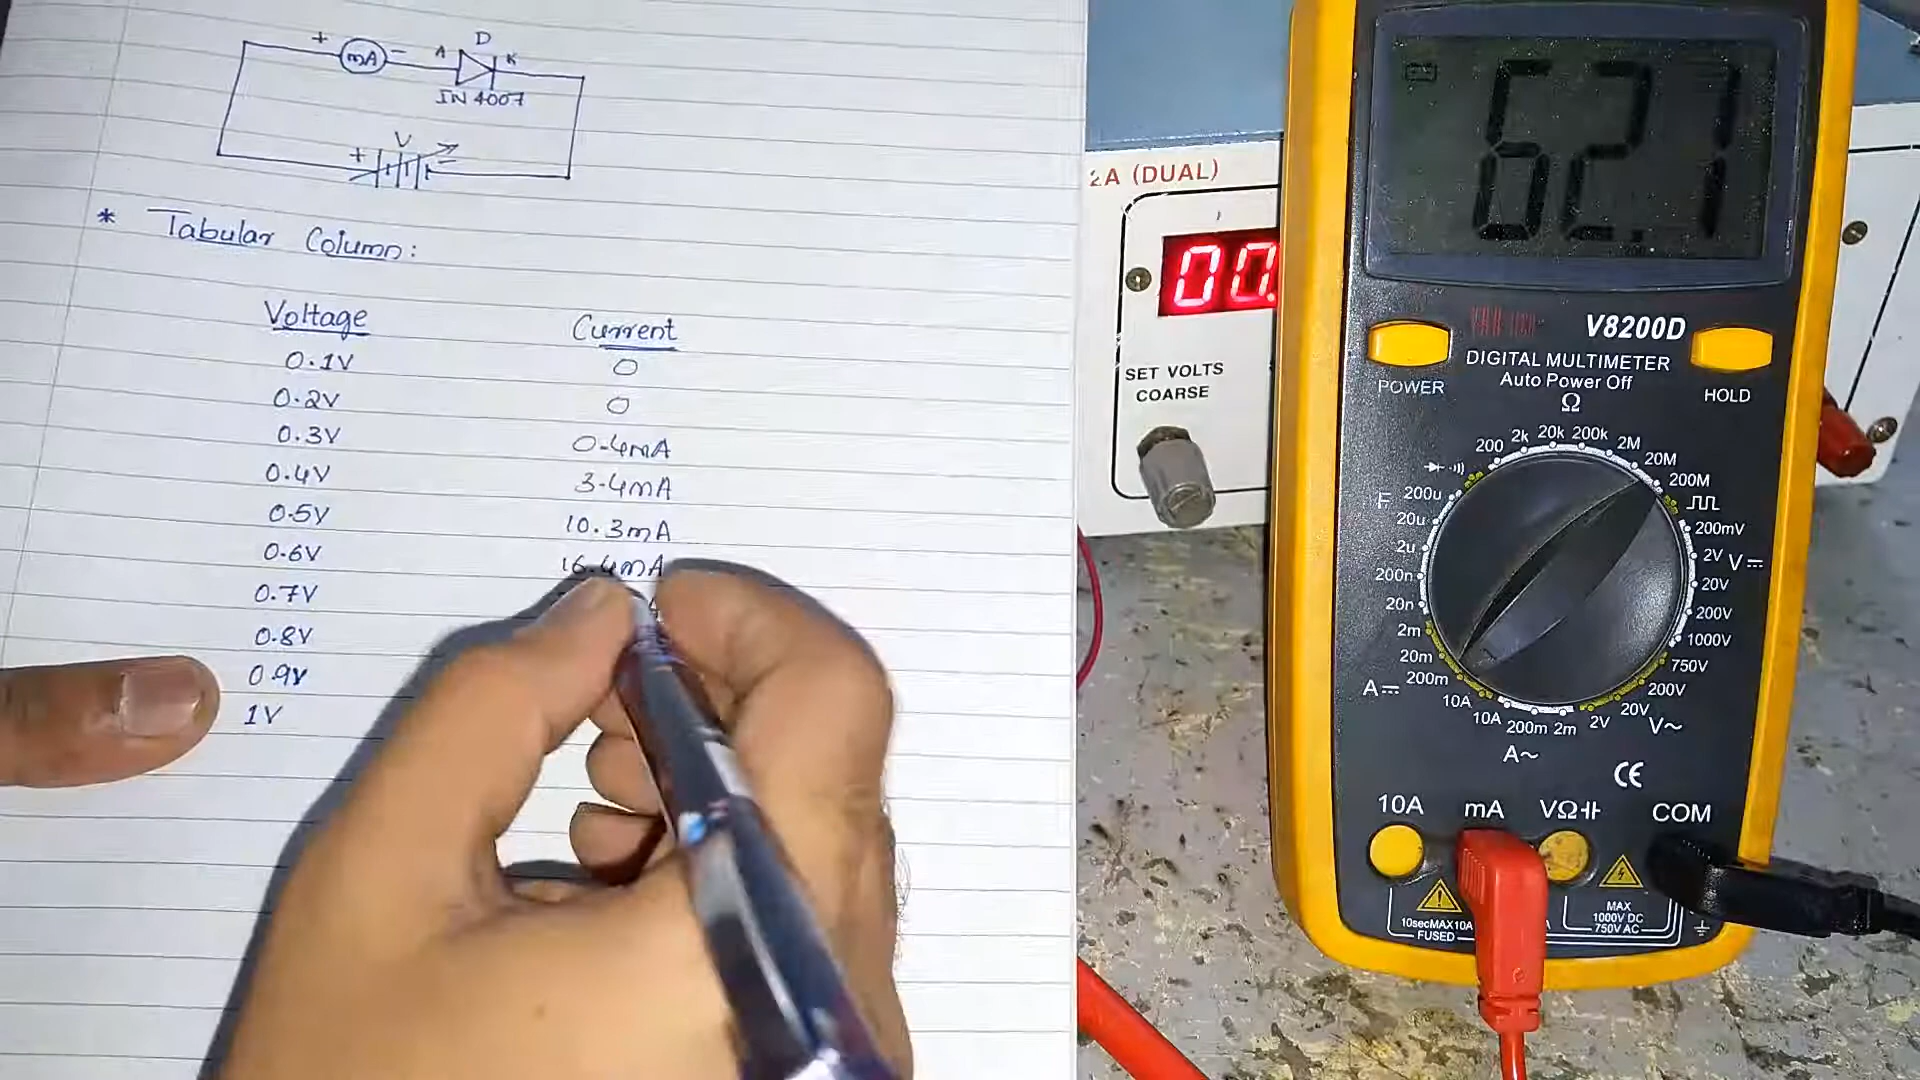 + mA - A D K
IN 4007
+ V -
* Tabular Column:
Voltage Current
0.1V 0
0.2V 0
0.3V 0.4mA
0.4V 3.4mA
0.5V 10.3mA
0.6V 16.4mA
0.7V
0.8V
0.9V
1V
2A (DUAL)
00.
SET VOLTS
COARSE
62.7
V8200D
DIGITAL MULTIMETER
Auto Power Off
POWER
HOLD
Ω
200 2k 20k 200k 2M 20M 200M
200mV
2V V
20V
200V
1000V
750V
200V
20V
2V V~
F 200u
20u
2u
200n
20n
2m
20m
200m
A
10A
10A 200m 2m
A~
CE
10A mA VΩ COM
10secMAX10A
FUSED
MAX
1000V DC
750V AC